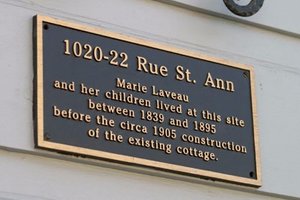 1020-22 Rue St. Ann
Marie Laveau
and her children lived at this site
between 1839 and 1895
before the circa 1905 construction
of the existing cottage.